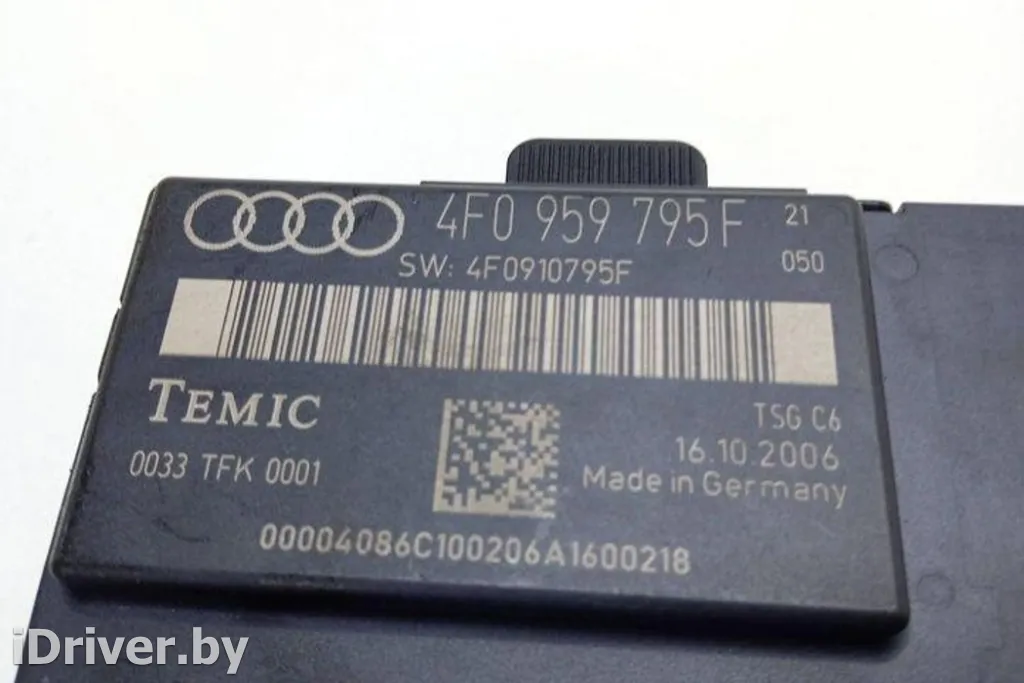 4F0 959 795 F 21
SW: 4F0910795F 050
TEMIC
TSG C6
0033 TFK 0001
16.10.2006
Made in Germany
00004086C100206A1600218
iDriver.by